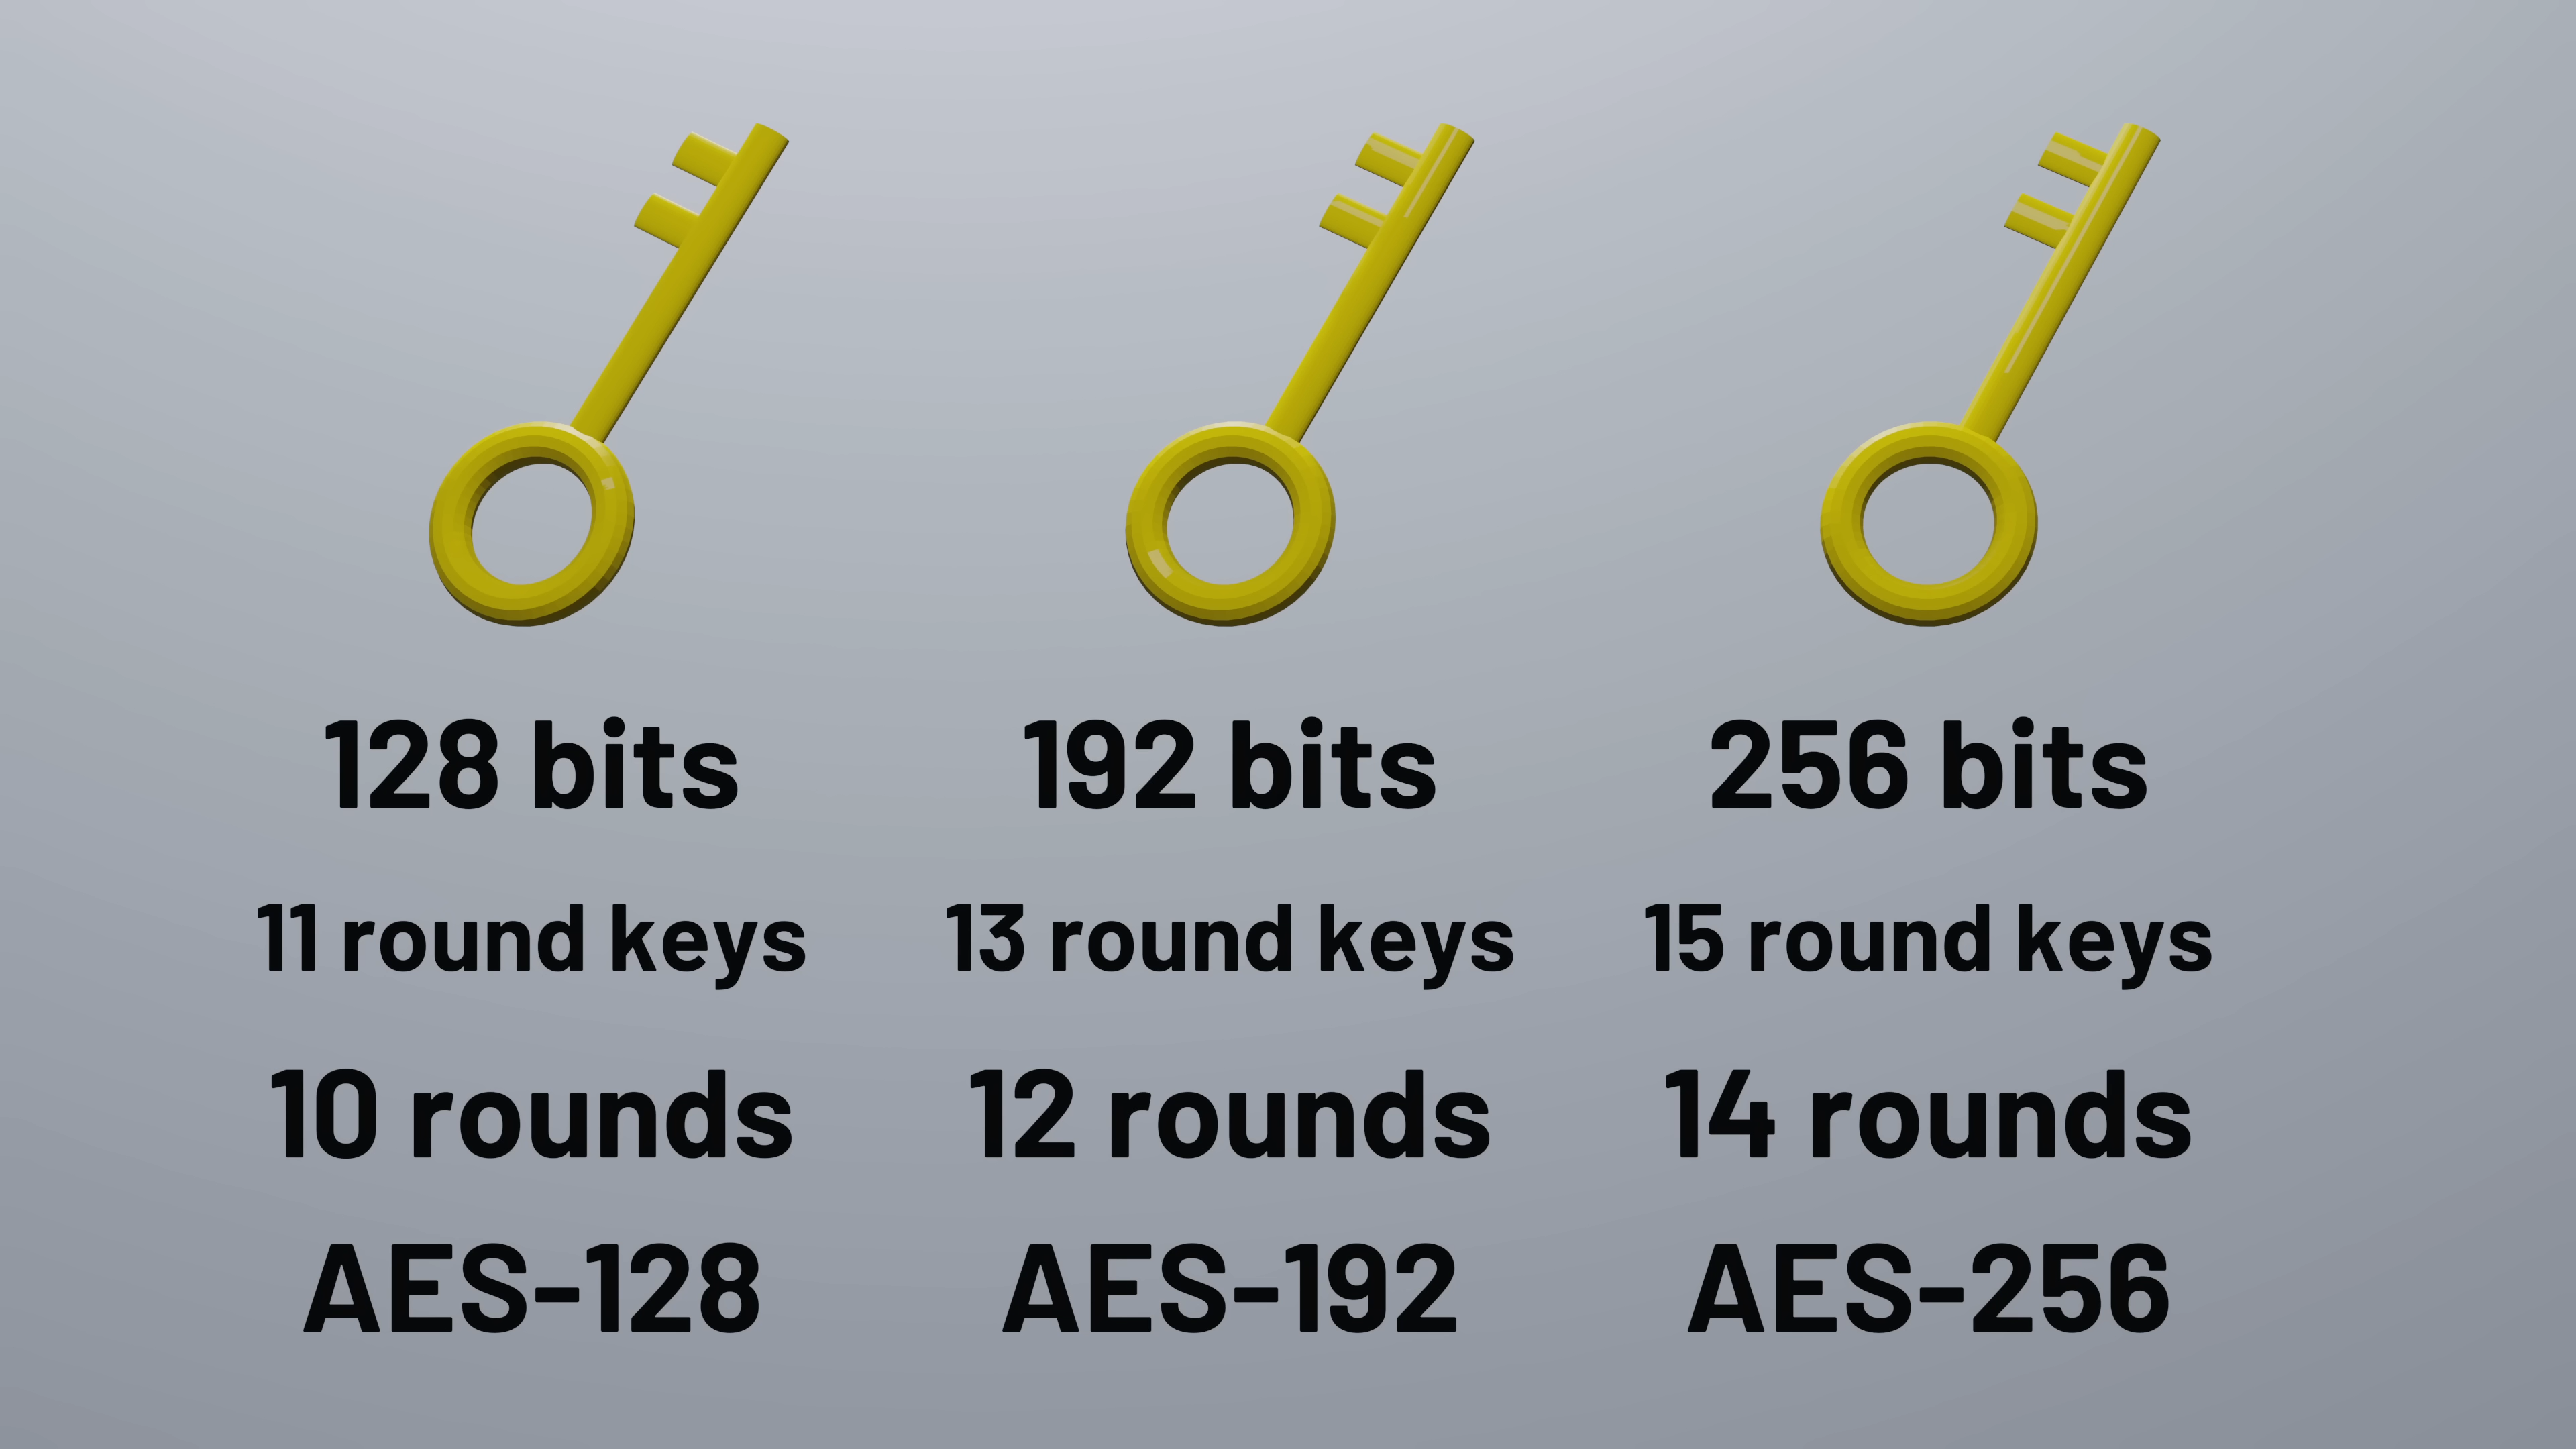 128 bits
192 bits
256 bits
11 round keys
13 round keys
15 round keys
10 rounds
12 rounds
14 rounds
AES-128
AES-192
AES-256